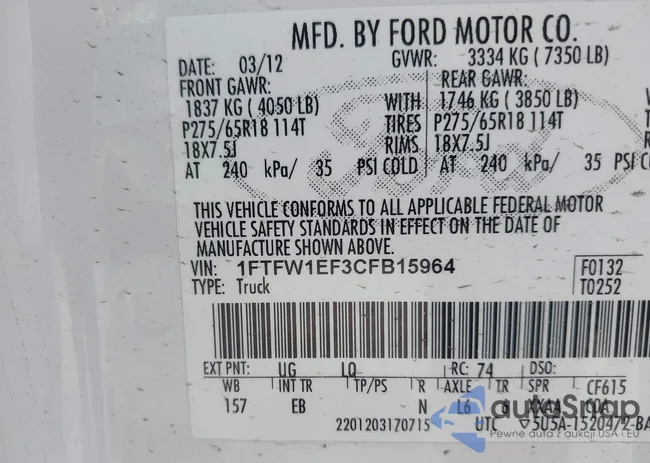 MFD. BY FORD MOTOR CO.
DATE: 03/12 GVWR: 3334 KG ( 7350 LB)
FRONT GAWR: REAR GAWR:
1837 KG ( 4050 LB) WITH 1746 KG ( 3850 LB)
P275/65R18 114T TIRES P275/65R18 114T
18X7.5J RIMS 18X7.5J
AT 240 kPa/ 35 PSI COLD AT 240 kPa/ 35 PSI
THIS VEHICLE CONFORMS TO ALL APPLICABLE FEDERAL MOTOR
VEHICLE SAFETY STANDARDS IN EFFECT ON THE DATE OF
MANUFACTURE SHOWN ABOVE.
VIN: 1FTFW1EF3CFB15964 F0132
TYPE: Truck T0252
EXT PNT: UG LQ RC: 74 DSO:
WB INT TR TP/PS R AXLE TR SPR CF615
157 EB N L6
autoSnap
2201203170715 UTC ▽5U5A-1520472-BA
Pewne auta z aukcji USA i EU